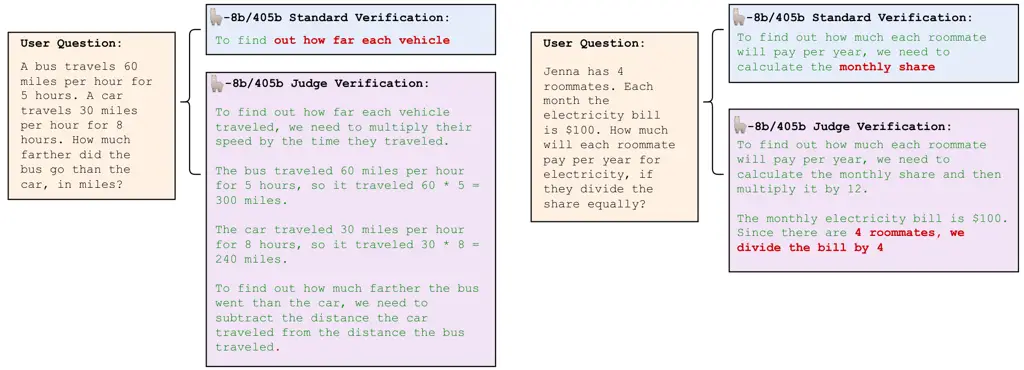 User Question:
A bus travels 60
miles per hour for
5 hours. A car
travels 30 miles
per hour for 8
hours. How much
farther did the
bus go than the
car, in miles?
-8b/405b Standard Verification:
To find out how far each vehicle
-8b/405b Judge Verification:
To find out how far each vehicle
traveled, we need to multiply their
speed by the time they traveled.
The bus traveled 60 miles per hour
for 5 hours, so it traveled 60 * 5 =
300 miles.
The car traveled 30 miles per hour
for 8 hours, so it traveled 30 * 8 =
240 miles.
To find out how much farther the bus
went than the car, we need to
subtract the distance the car
traveled from the distance the bus
traveled.
User Question:
Jenna has 4
roommates. Each
month the
electricity bill
is $100. How much
will each roommate
pay per year for
electricity, if
they divide the
share equally?
-8b/405b Standard Verification:
To find out how much each roommate
will pay per year, we need to
calculate the monthly share
-8b/405b Judge Verification:
To find out how much each roommate
will pay per year, we need to
calculate the monthly share and then
multiply it by 12.
The monthly electricity bill is $100.
Since there are 4 roommates, we
divide the bill by 4